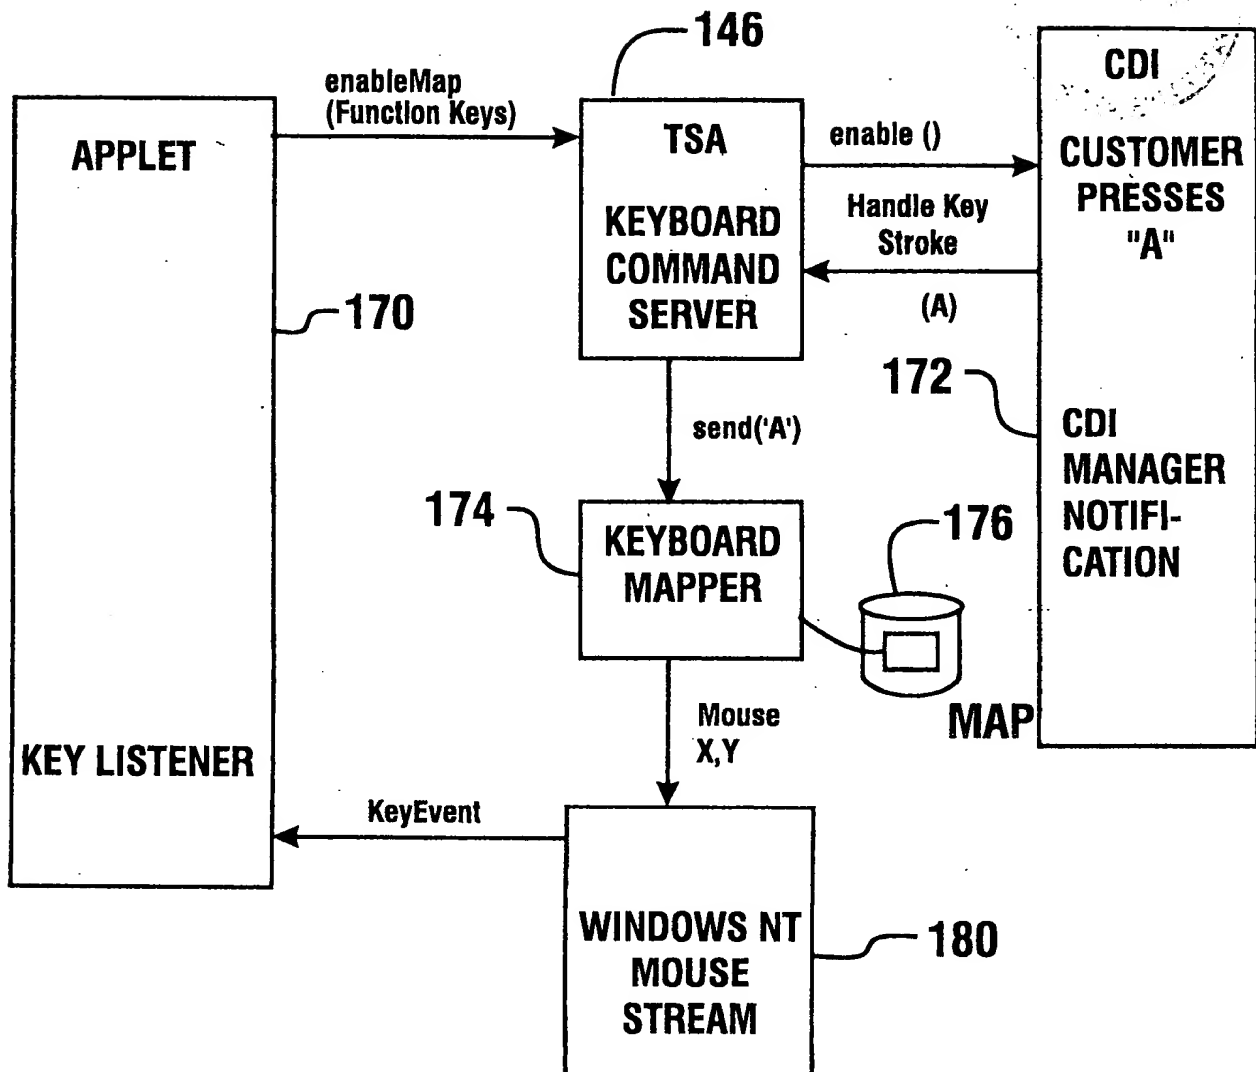 146
CDI
enableMap
(Function Keys)
APPLET
TSA
enable ()
CUSTOMER
PRESSES
"A"
KEYBOARD
COMMAND
SERVER
Handle Key
Stroke
(A)
170
172
send('A')
CDI
MANAGER
NOTIFI-
CATION
174
KEYBOARD
MAPPER
176
MAP
Mouse
X,Y
KEY LISTENER
KeyEvent
WINDOWS NT
MOUSE
STREAM
180